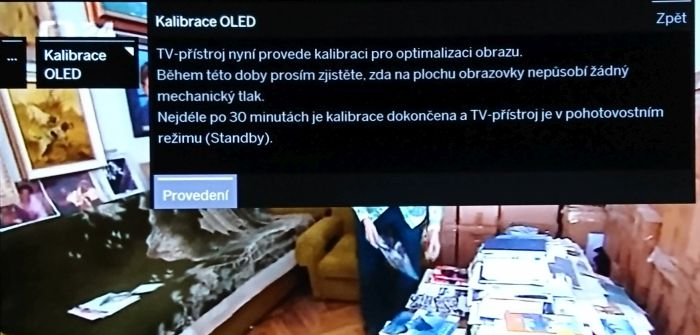 Kalibrace OLED
Zpět
...
Kalibrace
OLED
TV-přístroj nyní provede kalibraci pro optimalizaci obrazu.
Během této doby prosím zjistěte, zda na plochu obrazovky nepůsobí žádný
mechanický tlak.
Nejdéle po 30 minutách je kalibrace dokončena a TV-přístroj je v pohotovostním
režimu (Standby).
Provedení